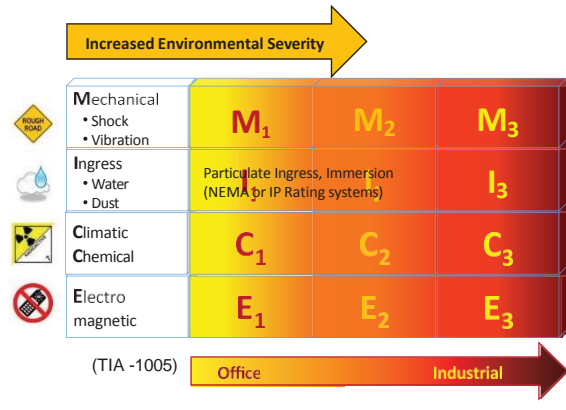 Increased Environmental Severity
ROUGH
ROAD
Mechanical
• Shock
• Vibration
M1
M2
M3
Ingress
• Water
• Dust
Particulate Ingress, Immersion
(NEMA or IP Rating systems)
I3
Climatic
Chemical
C1
C2
C3
Electro
magnetic
E1
E2
E3
(TIA -1005)
Office
Industrial